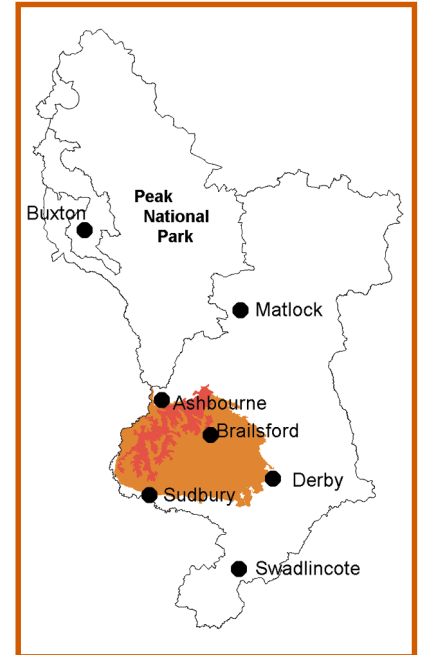 Peak
National
Park
Buxton
Matlock
Ashbourne
Brailsford
Derby
Sudbury
Swadlincote